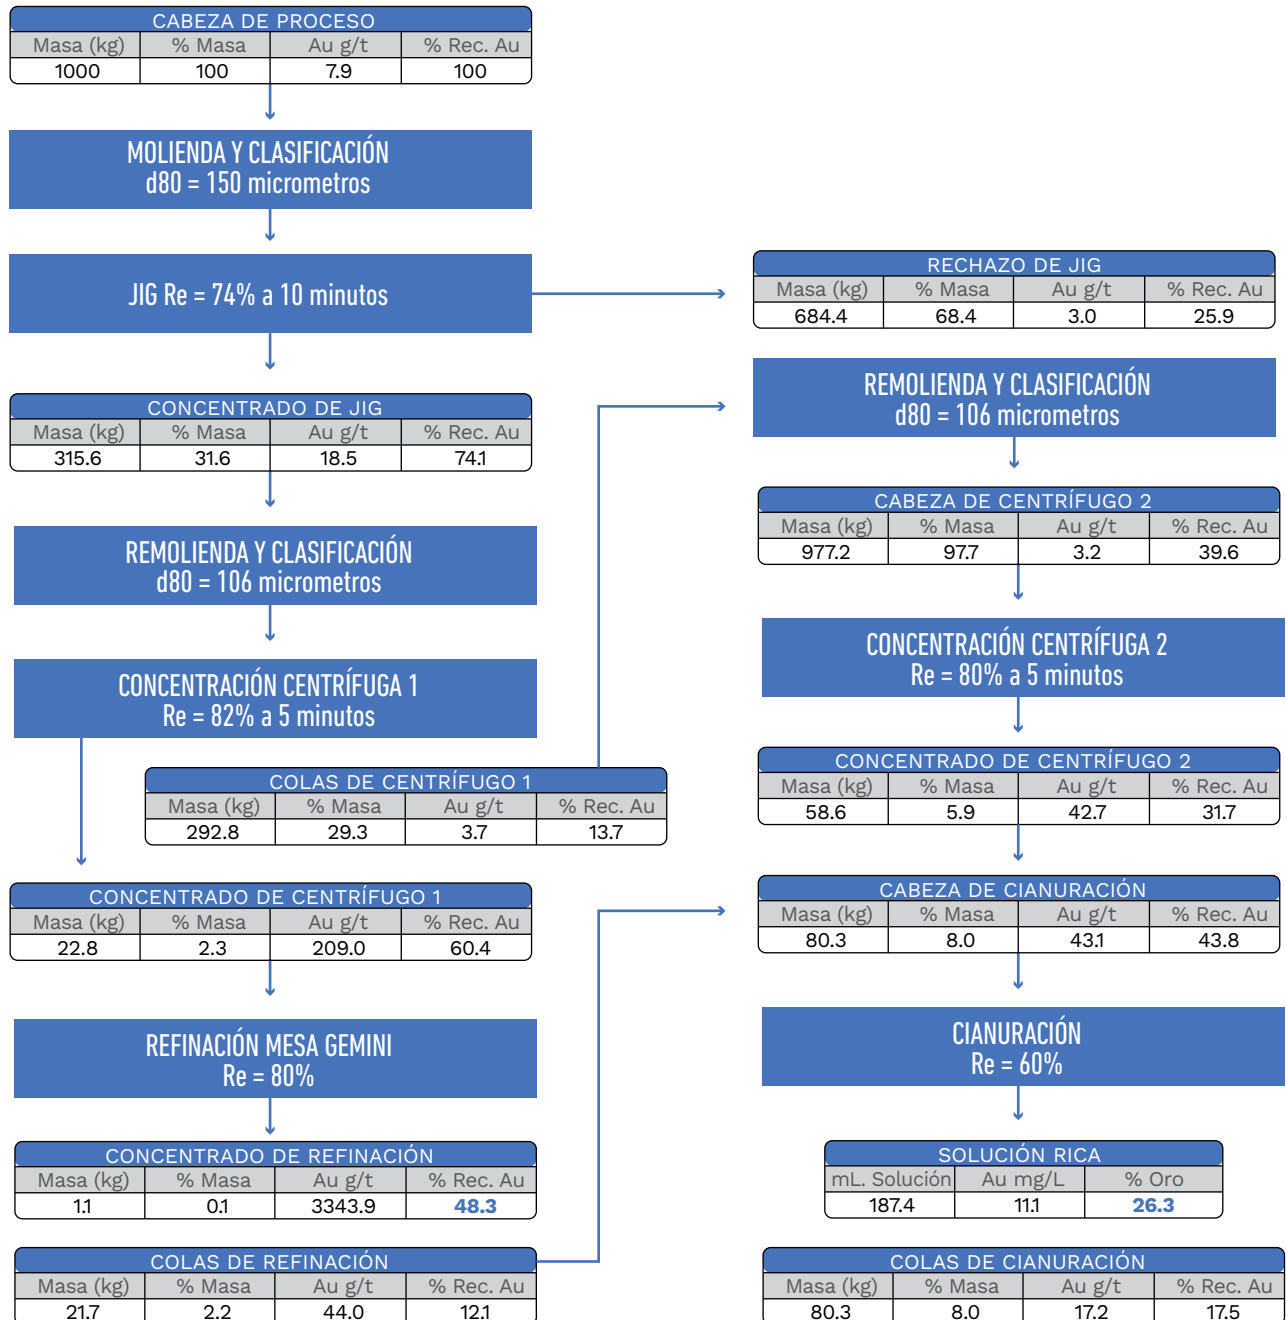 CABEZA DE PROCESO
Masa (kg) % Masa Au g/t % Rec. Au
1000 100 7.9 100
MOLIENDA Y CLASIFICACIÓN
d80 = 150 micrometros
JIG Re = 74% a 10 minutos
RECHAZO DE JIG
Masa (kg) % Masa Au g/t % Rec. Au
684.4 68.4 3.0 25.9
CONCENTRADO DE JIG
Masa (kg) % Masa Au g/t % Rec. Au
315.6 31.6 18.5 74.1
REMOLIENDA Y CLASIFICACIÓN
d80 = 106 micrometros
CABEZA DE CENTRÍFUGO 2
Masa (kg) % Masa Au g/t % Rec. Au
977.2 97.7 3.2 39.6
REMOLIENDA Y CLASIFICACIÓN
d80 = 106 micrometros
CONCENTRACIÓN CENTRÍFUGA 2
Re = 80% a 5 minutos
CONCENTRACIÓN CENTRÍFUGA 1
Re = 82% a 5 minutos
COLAS DE CENTRÍFUGO 1
Masa (kg) % Masa Au g/t % Rec. Au
292.8 29.3 3.7 13.7
CONCENTRADO DE CENTRÍFUGO 2
Masa (kg) % Masa Au g/t % Rec. Au
58.6 5.9 42.7 31.7
CONCENTRADO DE CENTRÍFUGO 1
Masa (kg) % Masa Au g/t % Rec. Au
22.8 2.3 209.0 60.4
CABEZA DE CIANURACIÓN
Masa (kg) % Masa Au g/t % Rec. Au
80.3 8.0 43.1 43.8
REFINACIÓN MESA GEMINI
Re = 80%
CIANURACIÓN
Re = 60%
CONCENTRADO DE REFINACIÓN
Masa (kg) % Masa Au g/t % Rec. Au
1.1 0.1 3343.9 48.3
SOLUCIÓN RICA
mL. Solución Au mg/L % Oro
187.4 11.1 26.3
COLAS DE REFINACIÓN
Masa (kg) % Masa Au g/t % Rec. Au
21.7 2.2 44.0 12.1
COLAS DE CIANURACIÓN
Masa (kg) % Masa Au g/t % Rec. Au
80.3 8.0 17.2 17.5